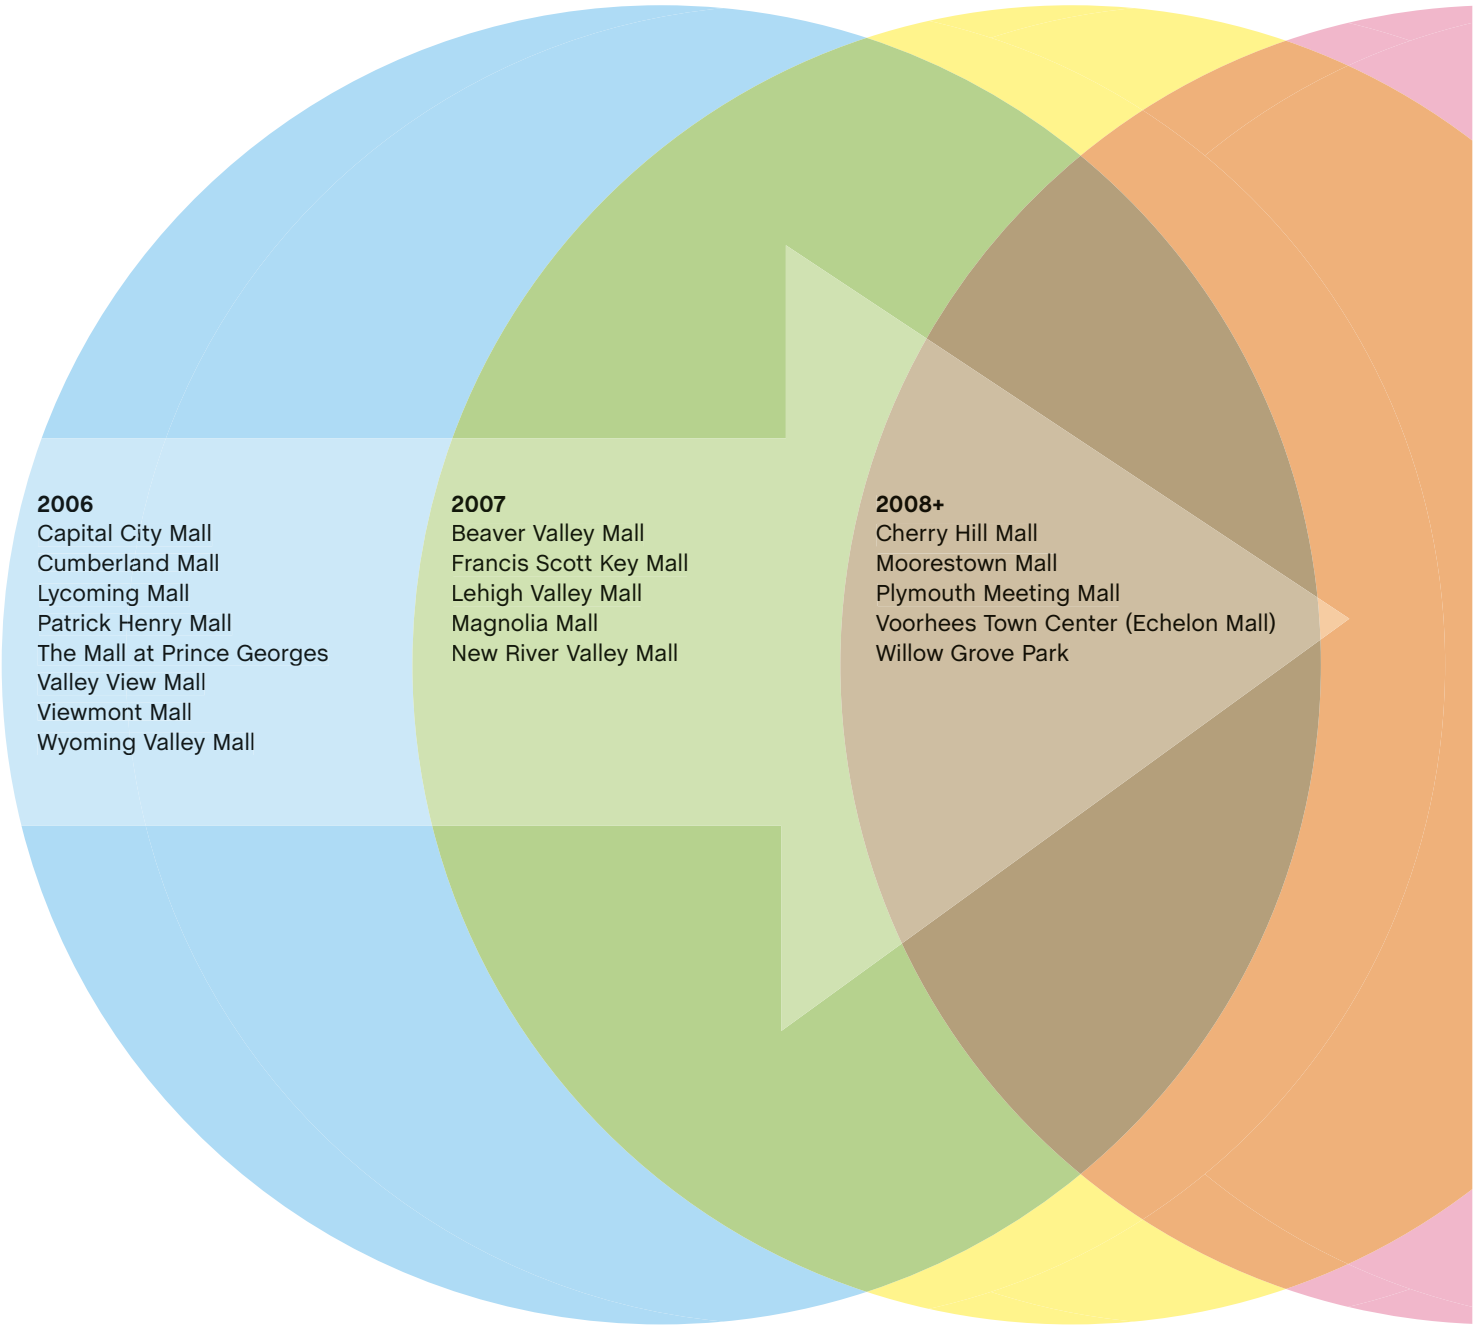 2006
Capital City Mall
Cumberland Mall
Lycoming Mall
Patrick Henry Mall
The Mall at Prince Georges
Valley View Mall
Viewmont Mall
Wyoming Valley Mall
2007
Beaver Valley Mall
Francis Scott Key Mall
Lehigh Valley Mall
Magnolia Mall
New River Valley Mall
2008+
Cherry Hill Mall
Moorestown Mall
Plymouth Meeting Mall
Voorhees Town Center (Echelon Mall)
Willow Grove Park